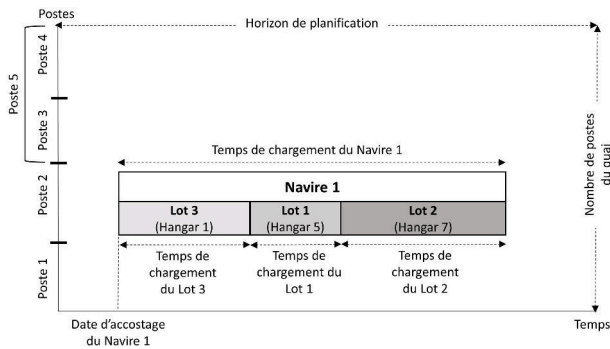 Postes
Horizon de planification
Poste 5
Poste 4
Poste 3
Poste 2
Poste 1
Temps de chargement du Navire 1
Navire 1
Lot 3
(Hangar 1)
Lot 1
(Hangar 5)
Lot 2
(Hangar 7)
Temps de
chargement
du Lot 3
Temps de
chargement du
Lot 1
Temps de
chargement
du Lot 2
Nombre de postes
du quai
Date d'accostage
du Navire 1
Temps